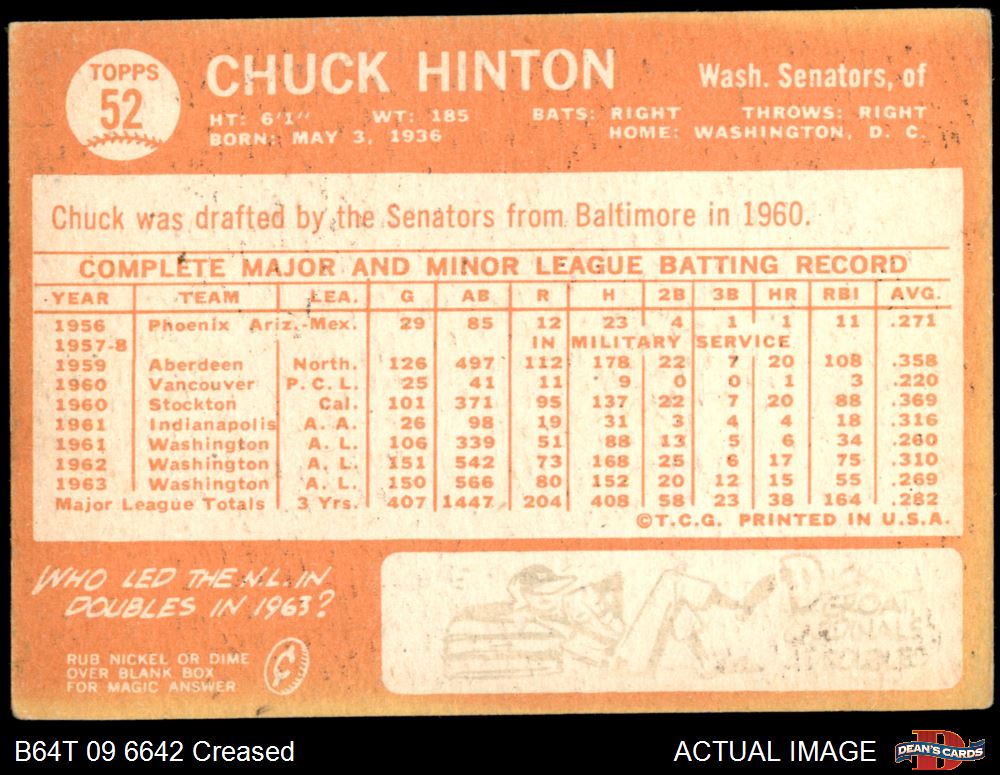 TOPPS
52
CHUCK HINTON
Wash. Senators, of
HT: 6'1" WT: 185 BATS: RIGHT THROWS: RIGHT
BORN: MAY 3, 1936 HOME: WASHINGTON, D. C.
Chuck was drafted by the Senators from Baltimore in 1960.
COMPLETE MAJOR AND MINOR LEAGUE BATTING RECORD
YEAR TEAM LEA. G AB R H 2B 3B HR RBI AVG.
1956 Phoenix Ariz.-Mex. 29 85 12 23 4 1 1 11 .271
1957-8 IN MILITARY SERVICE
1959 Aberdeen North. 126 497 112 178 22 7 20 108 .358
1960 Vancouver P. C. L. 25 41 11 9 0 0 1 3 .220
1960 Stockton Cal. 101 371 95 137 22 7 20 88 .369
1961 Indianapolis A. A. 26 98 19 31 3 4 4 18 .316
1961 Washington A. L. 106 339 51 88 13 5 6 34 .260
1962 Washington A. L. 151 542 73 168 25 6 17 75 .310
1963 Washington A. L. 150 566 80 152 20 12 15 55 .269
Major League Totals 3 Yrs. 407 1447 204 408 58 23 38 164 .282
©T.C.G. PRINTED IN U.S.A.
WHO LED THE N.L. IN
DOUBLES IN 1963?
RUB NICKEL OR DIME
OVER BLANK BOX
FOR MAGIC ANSWER
B64T 09 6642 Creased
ACTUAL IMAGE
DEAN'S CARDS